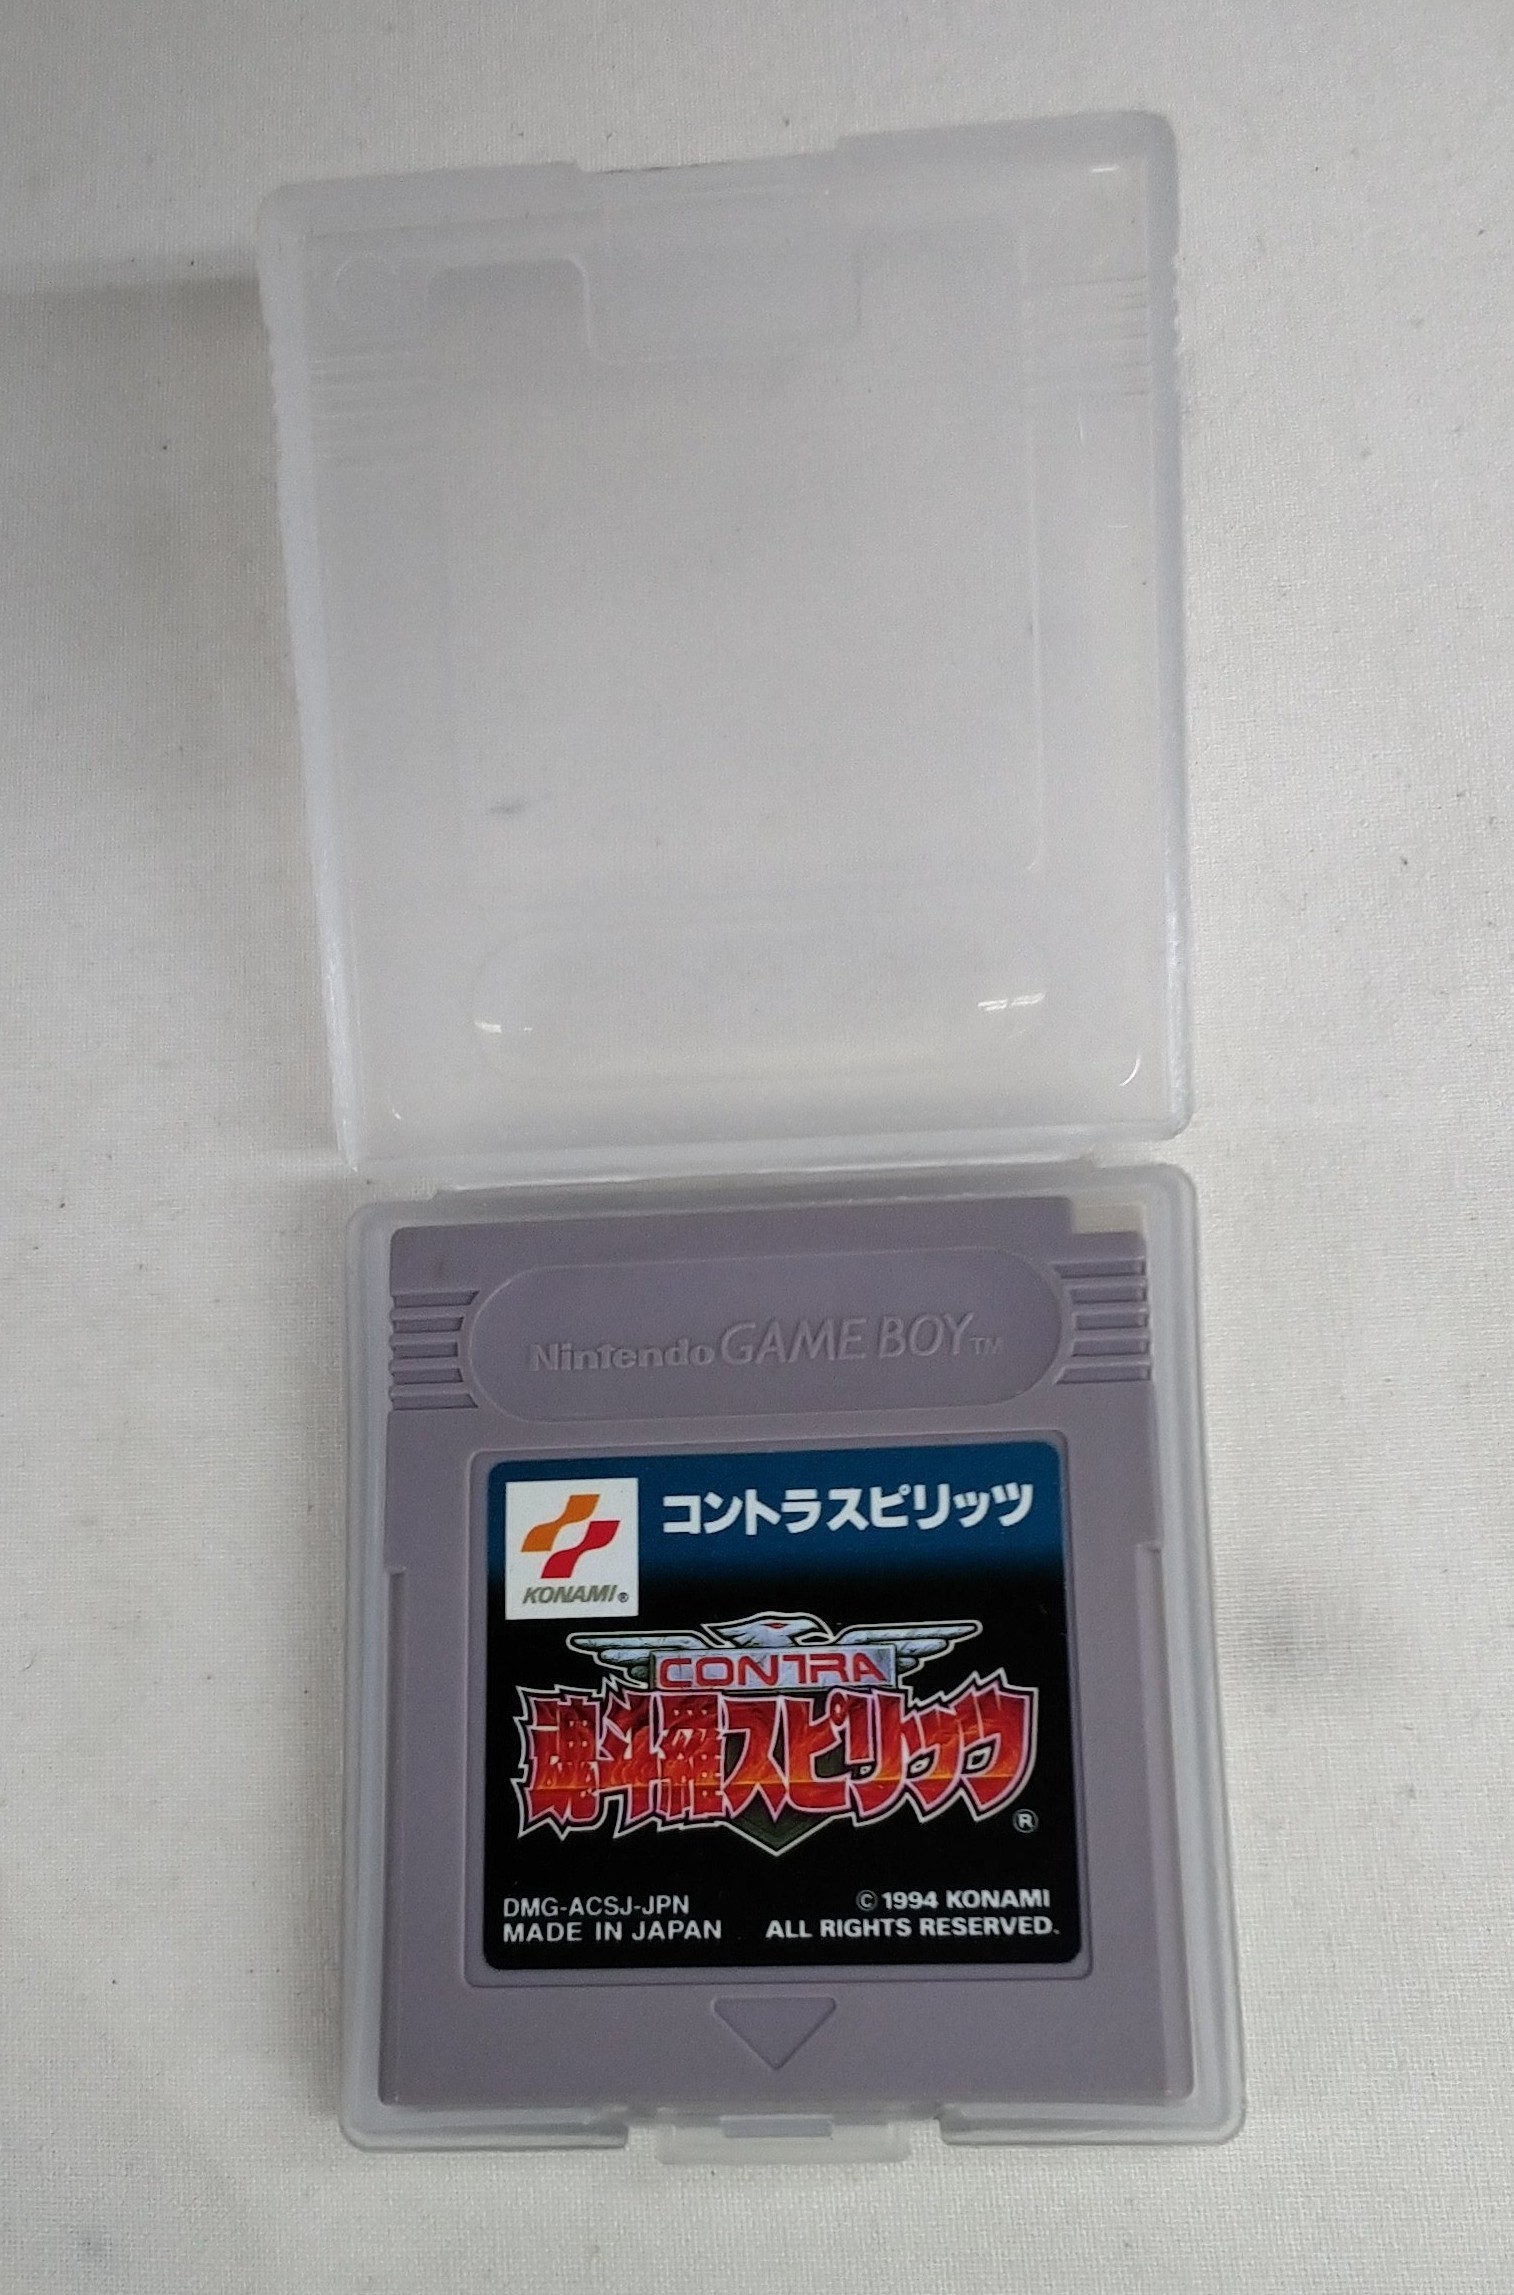 Nintendo GAME BOY™
コントラスピリッツ
KONAMI®
CONTRA
魂斗羅スピリッツ
®
DMG-ACSJ-JPN
MADE IN JAPAN
© 1994 KONAMI
ALL RIGHTS RESERVED.